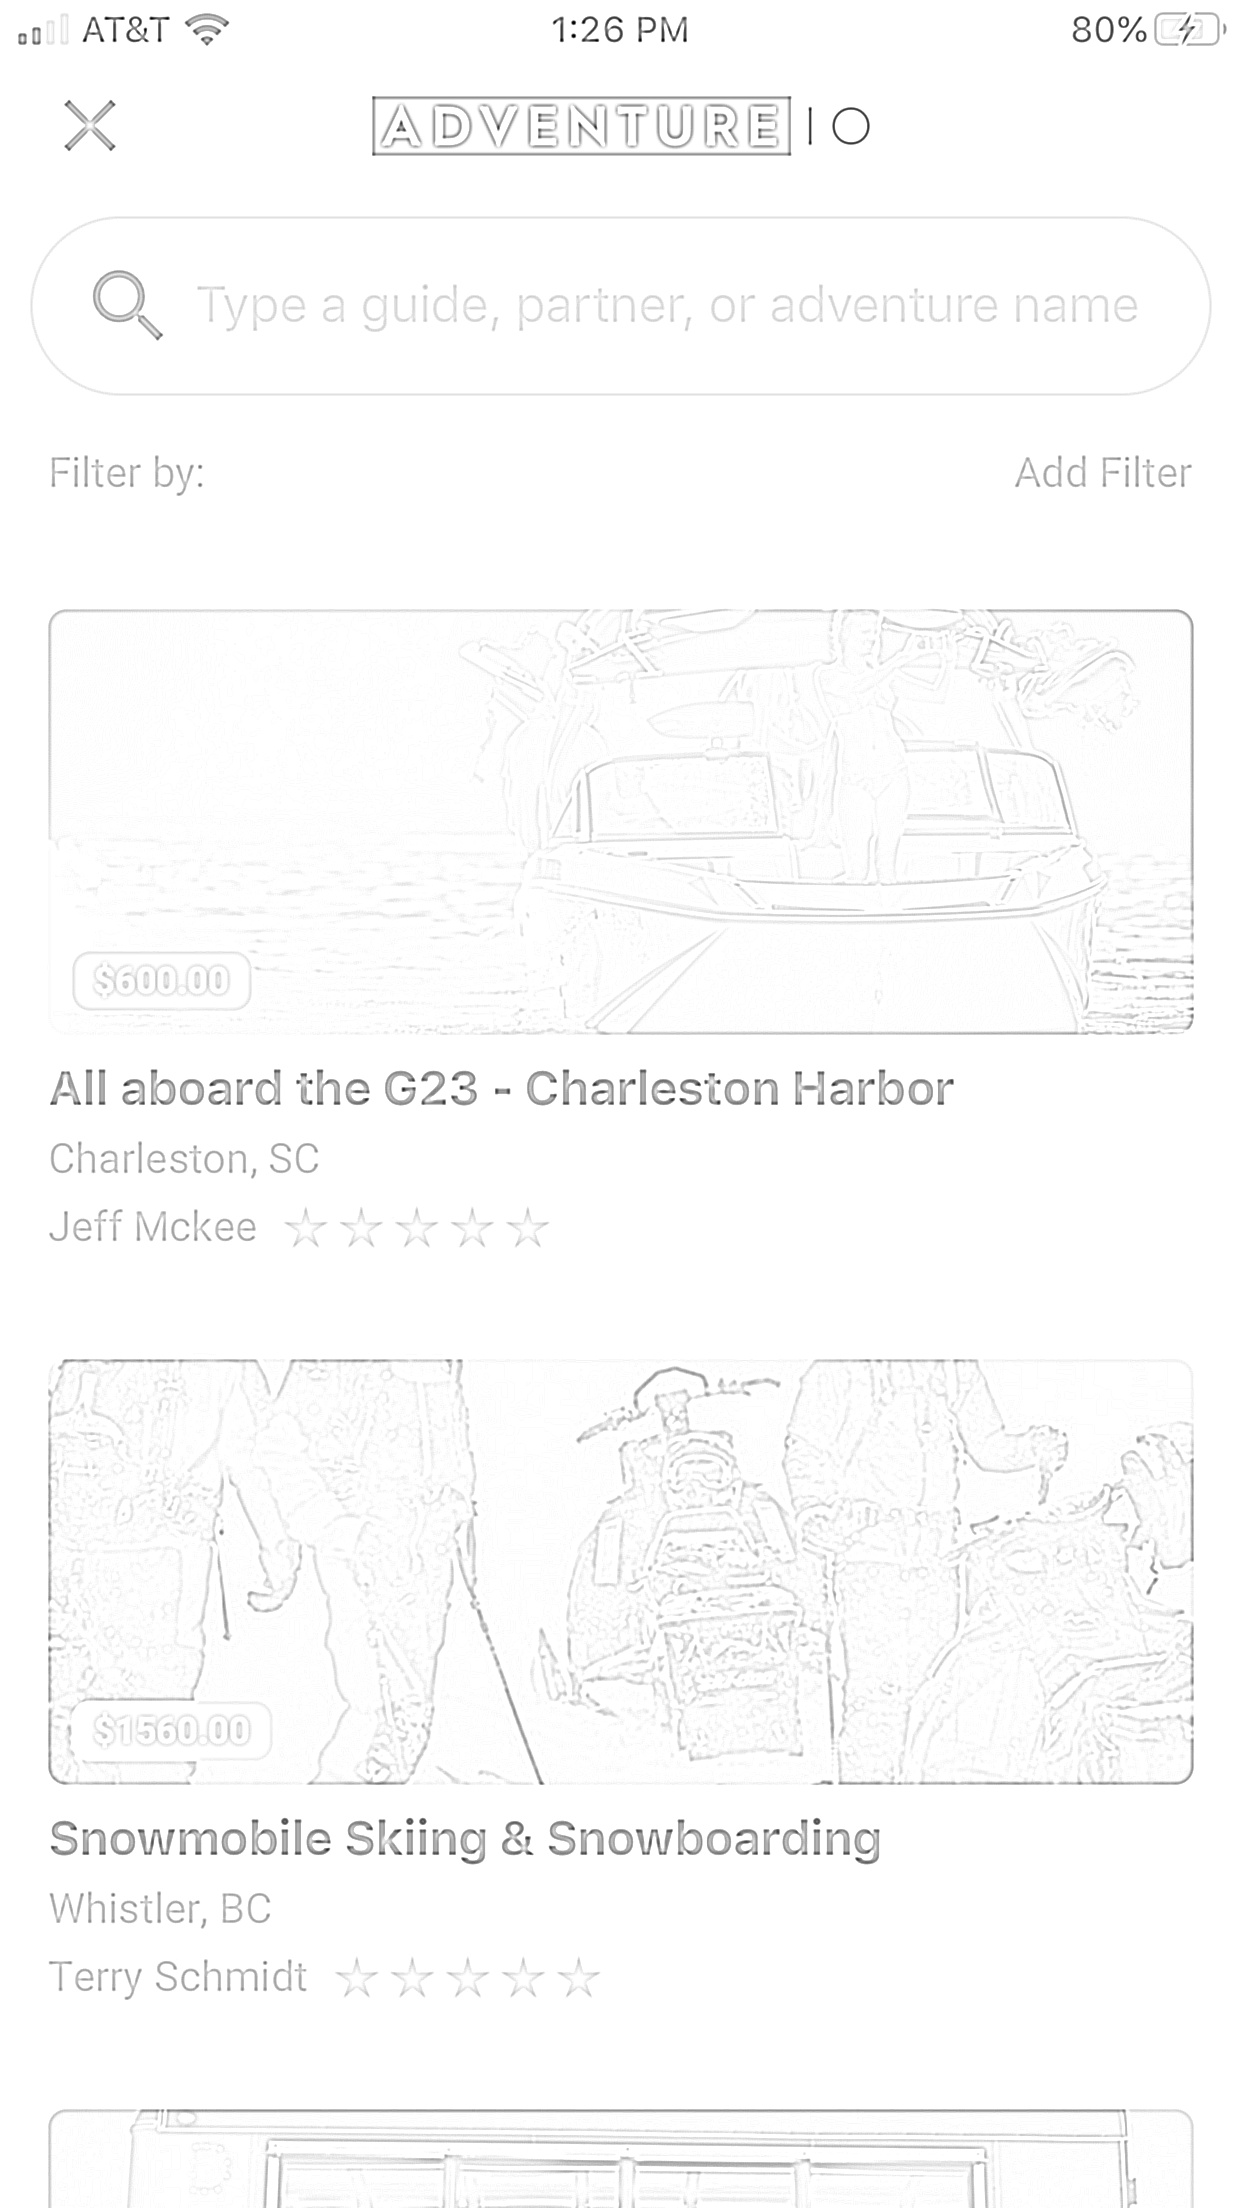 AT&T 1:26 PM 80%
ADVENTURE | O
Type a guide, partner, or adventure name
Filter by: Add Filter
$600.00
All aboard the G23 - Charleston Harbor
Charleston, SC
Jeff Mckee
$1560.00
Snowmobile Skiing & Snowboarding
Whistler, BC
Terry Schmidt